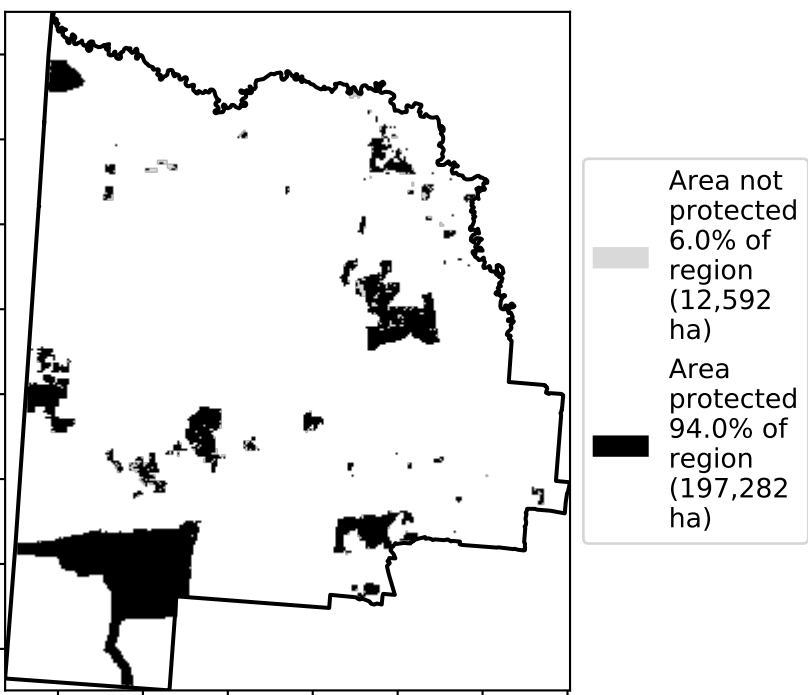 Area not
protected
6.0% of
region
(12,592
ha)
Area
protected
94.0% of
region
(197,282
ha)